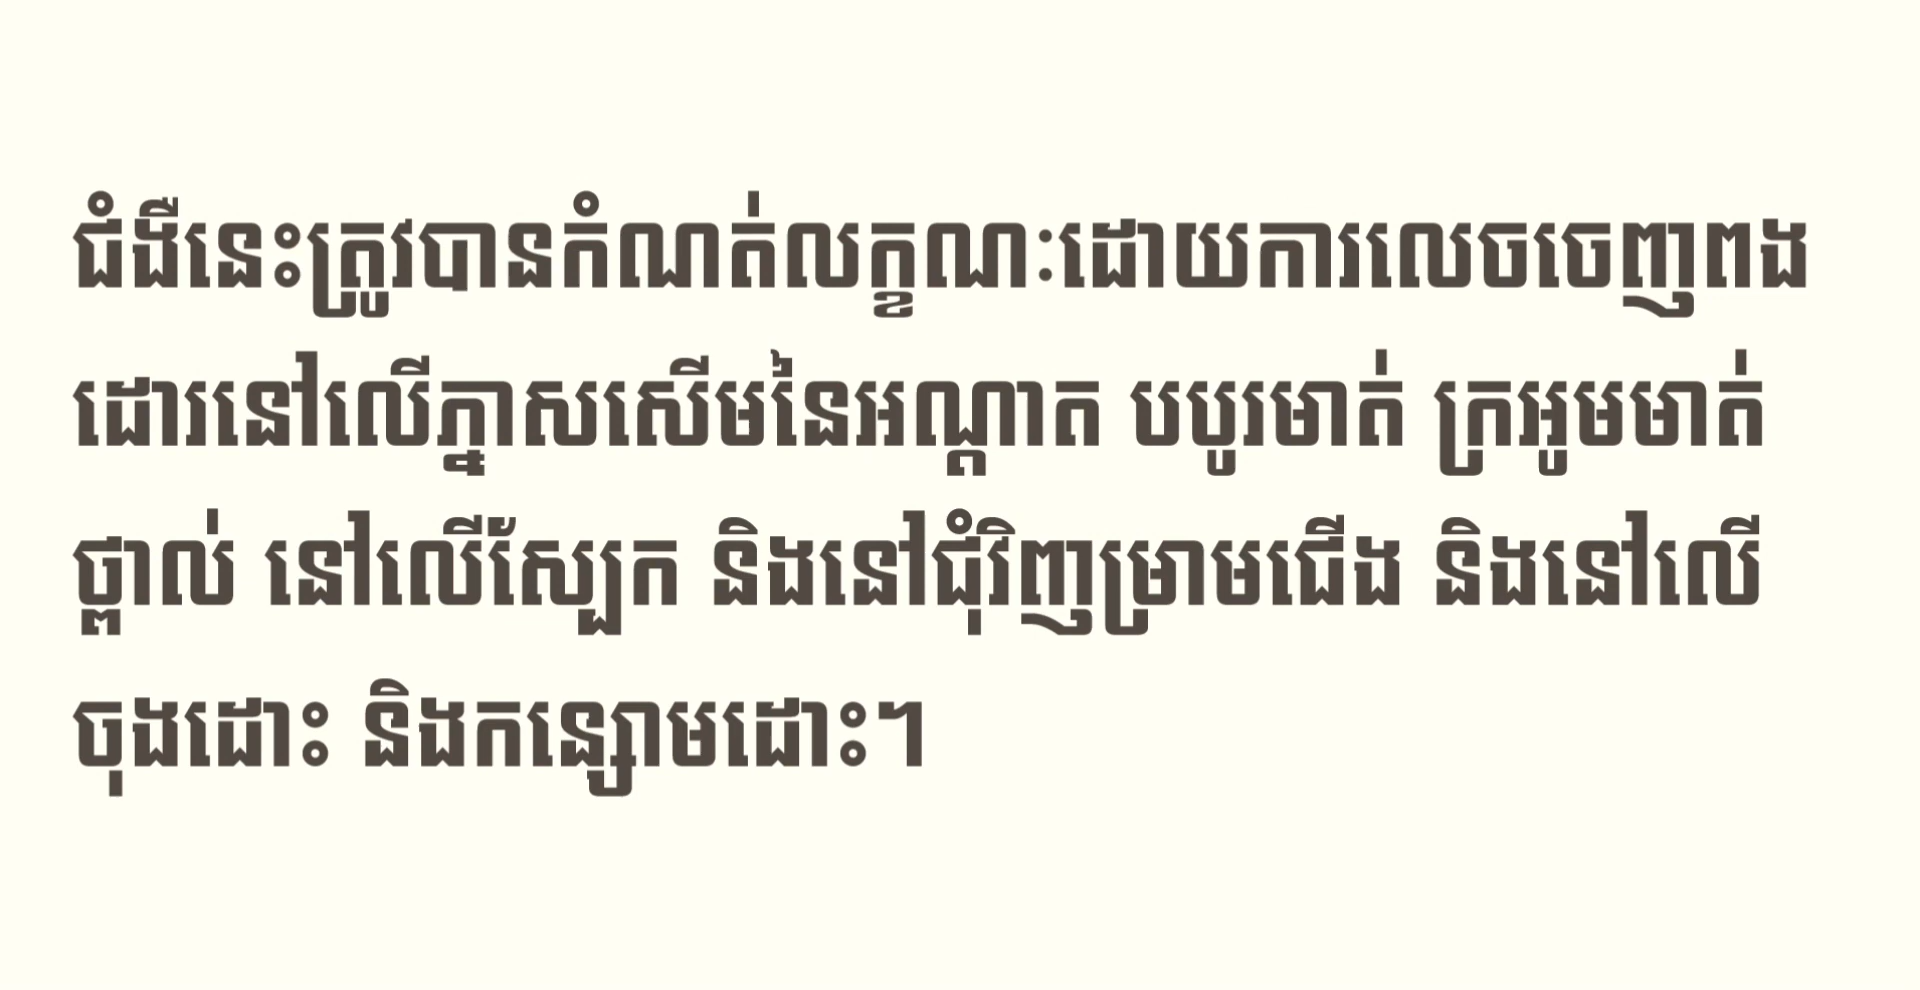 ជំងឺនេះត្រូវបានកំណត់លក្ខណៈដោយការលេចចេញពង
ដោរនៅលើភ្នាសសើមនៃអណ្តាត បបូរមាត់ ក្រអូមមាត់
ថ្ពាល់ នៅលើស្បែក និងនៅជុំវិញម្រាមជើង និងនៅលើ
ចុងដោះ និងកន្សោមដោះ។